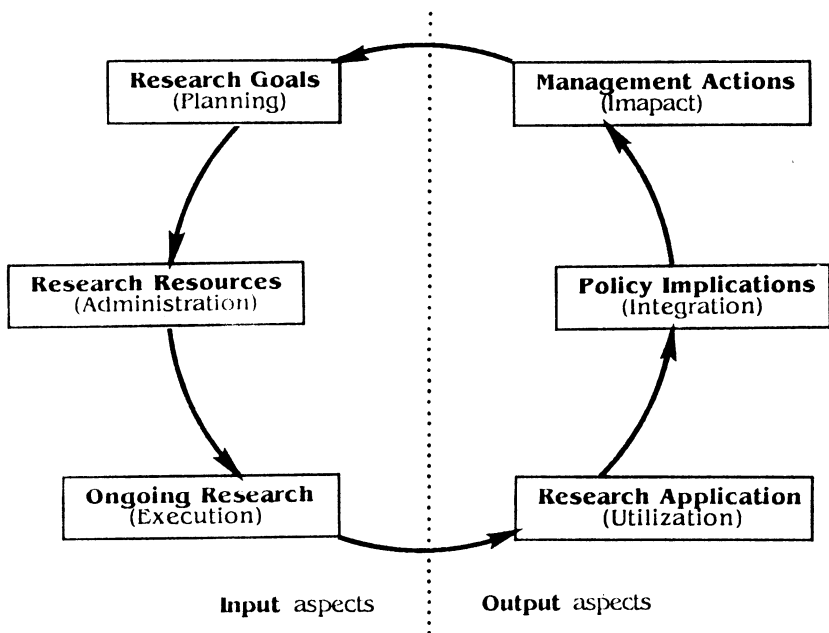 Research Goals
(Planning)
Management Actions
(Imapact)
Research Resources
(Administration)
Policy Implications
(Integration)
Ongoing Research
(Execution)
Research Application
(Utilization)
Input aspects
Output aspects